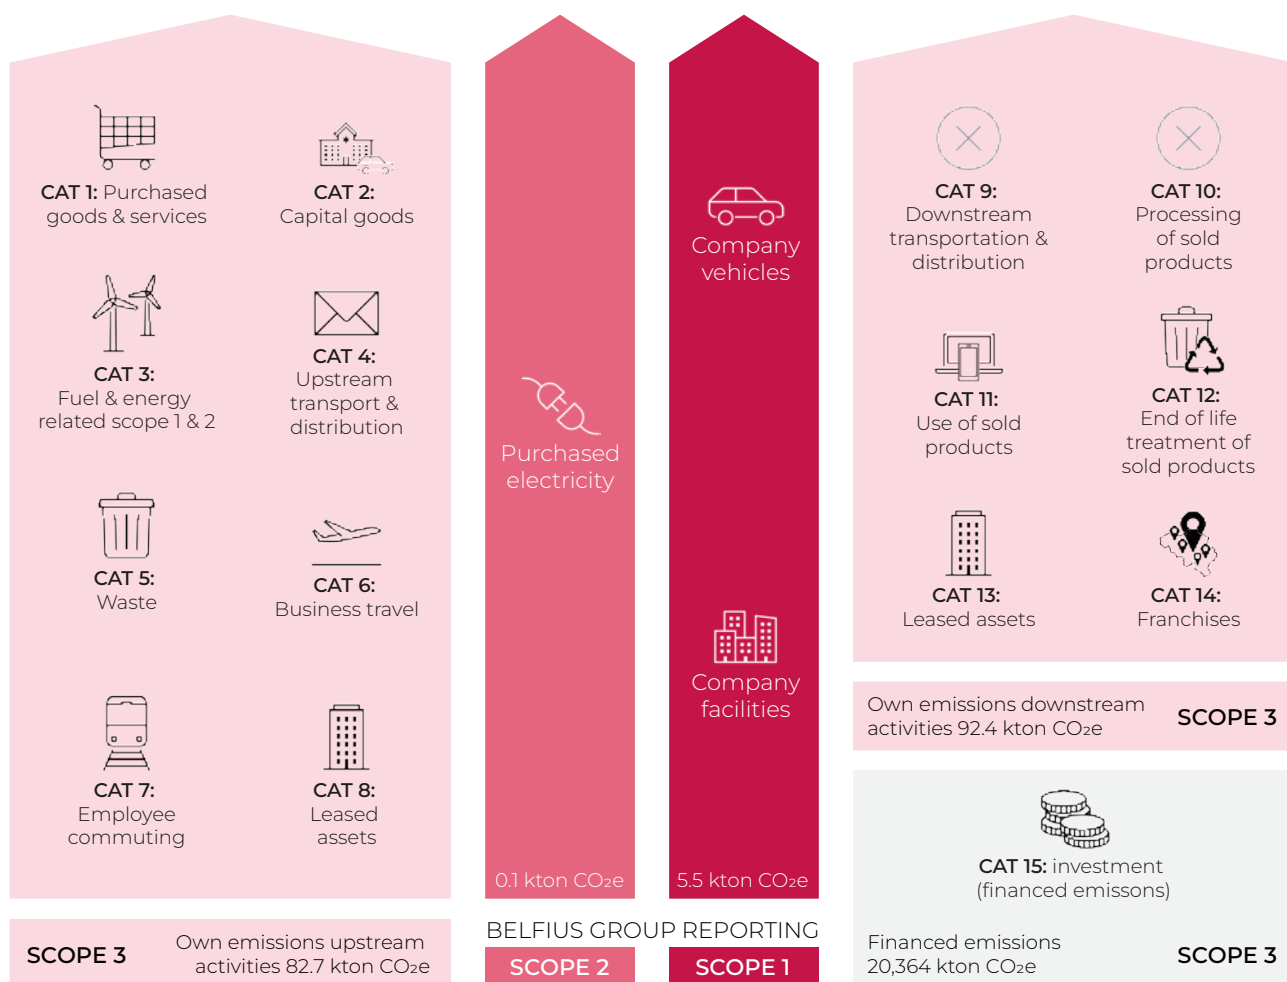 CAT 1: Purchased
goods & services
CAT 2:
Capital goods
CAT 3:
Fuel & energy
related scope 1 & 2
CAT 4:
Upstream
transport &
distribution
CAT 5:
Waste
CAT 6:
Business travel
CAT 7:
Employee
commuting
CAT 8:
Leased
assets
SCOPE 3
Own emissions upstream
activities 82.7 kton CO₂e
Purchased
electricity
0.1 kton CO₂e
Company
vehicles
Company
facilities
5.5 kton CO₂e
BELFIUS GROUP REPORTING
SCOPE 2
SCOPE 1
CAT 9:
Downstream
transportation &
distribution
CAT 10:
Processing
of sold
products
CAT 11:
Use of sold
products
CAT 12:
End of life
treatment of
sold products
CAT 13:
Leased assets
CAT 14:
Franchises
Own emissions downstream
activities 92.4 kton CO₂e
SCOPE 3
CAT 15: investment
(financed emissons)
Financed emissions
20,364 kton CO₂e
SCOPE 3